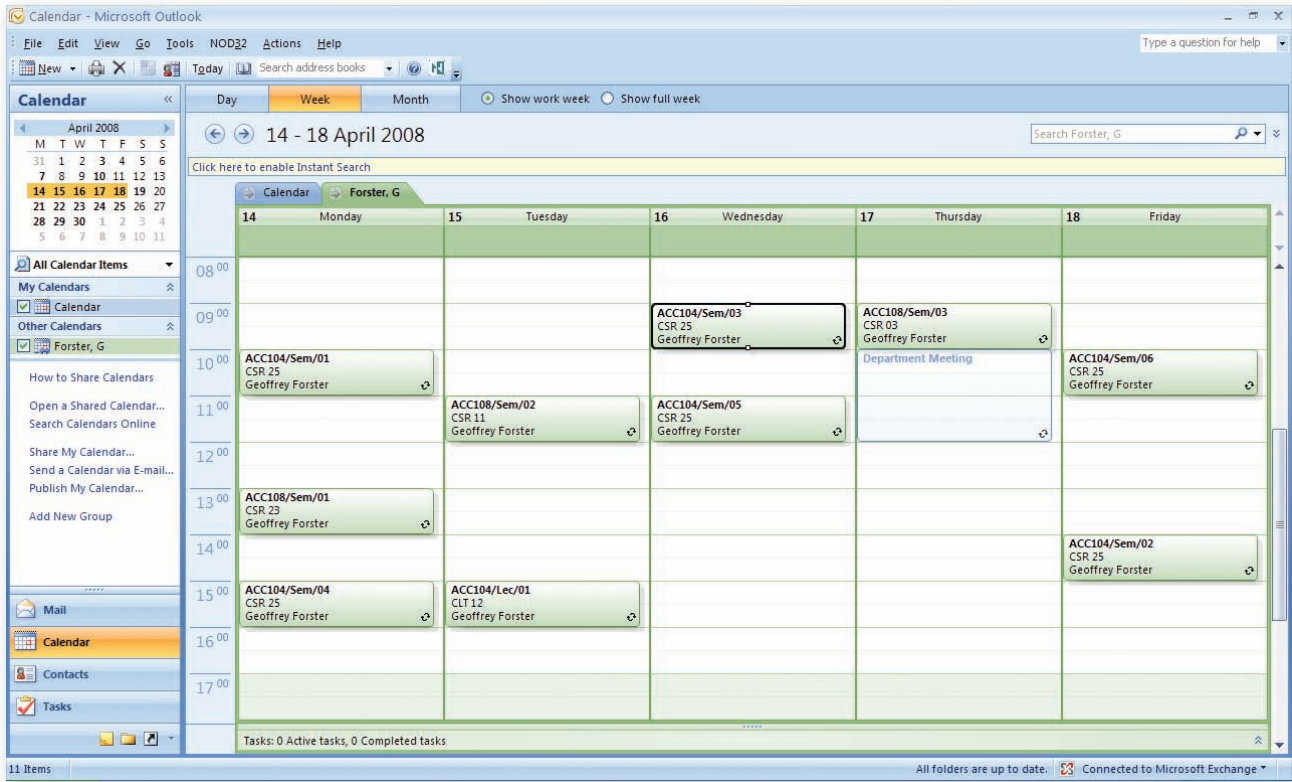 Calendar - Microsoft Outlook
File Edit View Go Tools NOD32 Actions Help
Type a question for help
New Today Search address books
Calendar
Day Week Month Show work week Show full week
April 2008
M T W T F S S
31 1 2 3 4 5 6
7 8 9 10 11 12 13
14 15 16 17 18 19 20
21 22 23 24 25 26 27
28 29 30 1 2 3 4
5 6 7 8 9 10 11
14 - 18 April 2008
Search Forster, G
Click here to enable Instant Search
Calendar Forster, G
14 Monday 15 Tuesday 16 Wednesday 17 Thursday 18 Friday
All Calendar Items
My Calendars
Calendar
Other Calendars
Forster, G
How to Share Calendars
Open a Shared Calendar...
Search Calendars Online
Share My Calendar...
Send a Calendar via E-mail...
Publish My Calendar...
Add New Group
Mail
Calendar
Contacts
Tasks
08 00
09 00
ACC104/Sem/03
CSR 25
Geoffrey Forster
ACC108/Sem/03
CSR 03
Geoffrey Forster
10 00
ACC104/Sem/01
CSR 25
Geoffrey Forster
Department Meeting
ACC104/Sem/06
CSR 25
Geoffrey Forster
11 00
ACC108/Sem/02
CSR 11
Geoffrey Forster
ACC104/Sem/05
CSR 25
Geoffrey Forster
12 00
13 00
ACC108/Sem/01
CSR 23
Geoffrey Forster
14 00
ACC104/Sem/02
CSR 25
Geoffrey Forster
15 00
ACC104/Sem/04
CSR 25
Geoffrey Forster
ACC104/Lec/01
CLT 12
Geoffrey Forster
16 00
17 00
Tasks: 0 Active tasks, 0 Completed tasks
11 Items
All folders are up to date. Connected to Microsoft Exchange